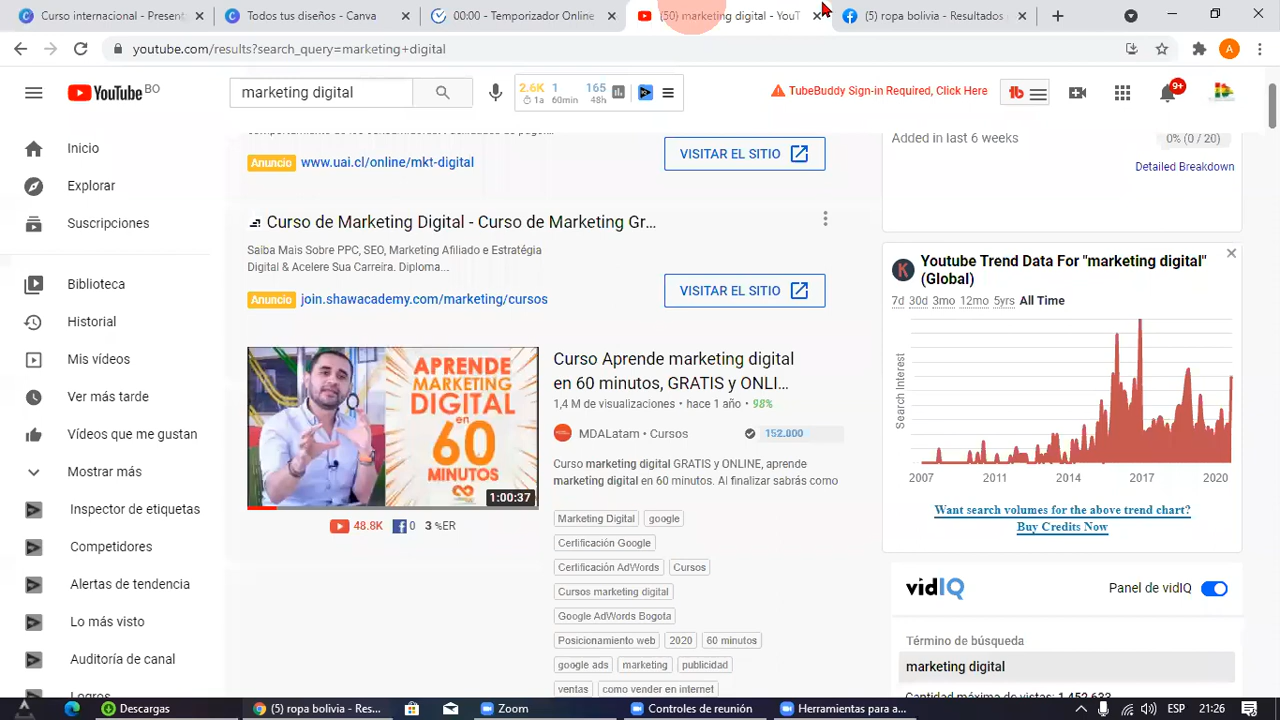 Curso internacional - Present
Todos tus diseños - Canva
00:00 - Temporizador Online
(50) marketing digital - YouT
(5) ropa bolivia - Resultados
youtube.com/results?search_query=marketing+digital
A
YouTube BO
marketing digital
2.6K 1 165
1a 60min 48h
TubeBuddy Sign-in Required, Click Here
9+
Inicio
Explorar
Suscripciones
Biblioteca
Historial
Mis vídeos
Ver más tarde
Vídeos que me gustan
Mostrar más
Inspector de etiquetas
Competidores
Alertas de tendencia
Lo más visto
Auditoría de canal
Logros
Anuncio www.uai.cl/online/mkt-digital
VISITAR EL SITIO
Curso de Marketing Digital - Curso de Marketing Gr...
Saiba Mais Sobre PPC, SEO, Marketing Afiliado e Estratégia
Digital & Acelere Sua Carreira. Diploma...
Anuncio join.shawacademy.com/marketing/cursos
VISITAR EL SITIO
APRENDE
MARKETING
DIGITAL
en
60
MINUTOS
1:00:37
48.8K 0 3 %ER
Curso Aprende marketing digital
en 60 minutos, GRATIS y ONLI...
1,4 M de visualizaciones • hace 1 año • 98%
MDALatam • Cursos 152.000
Curso marketing digital GRATIS y ONLINE, aprende
marketing digital en 60 minutos. Al finalizar sabrás como
Marketing Digital google
Certificación Google
Certificación AdWords Cursos
Cursos marketing digital
Google AdWords Bogota
Posicionamiento web 2020 60 minutos
google ads marketing publicidad
ventas como vender en internet
Added in last 6 weeks 0% (0 / 20)
Detailed Breakdown
Youtube Trend Data For "marketing digital"
(Global)
7d 30d 3mo 12mo 5yrs All Time
Search Interest
2007 2011 2014 2017 2020
Want search volumes for the above trend chart?
Buy Credits Now
vidIQ Panel de vidIQ
Término de búsqueda
marketing digital
Cantidad máxima de vistas: 1.452.633
Descargas
(5) ropa bolivia - Res...
Zoom
Controles de reunión
Herramientas para a...
ESP
21:26